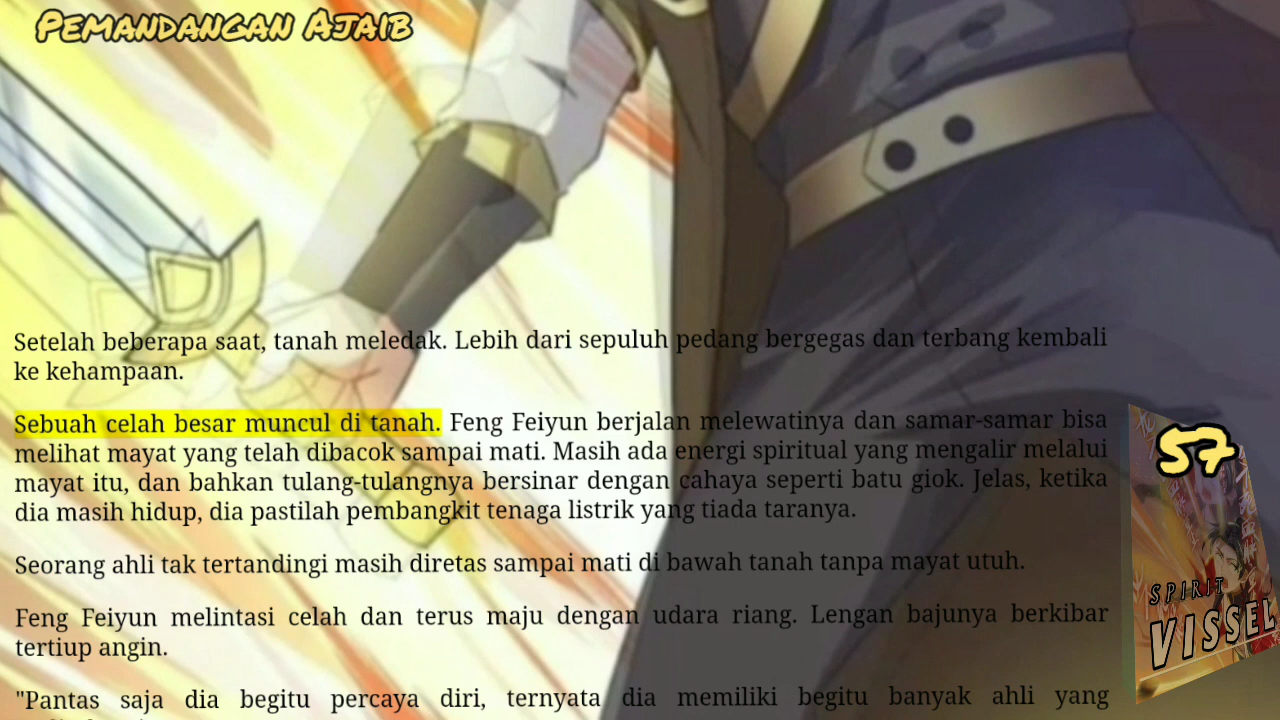 Pemandangan Ajaib
Setelah beberapa saat, tanah meledak. Lebih dari sepuluh pedang bergegas dan terbang kembali
ke kehampaan.
Sebuah celah besar muncul di tanah. Feng Feiyun berjalan melewatinya dan samar-samar bisa
melihat mayat yang telah dibacok sampai mati. Masih ada energi spiritual yang mengalir melalui
mayat itu, dan bahkan tulang-tulangnya bersinar dengan cahaya seperti batu giok. Jelas, ketika
dia masih hidup, dia pastilah pembangkit tenaga listrik yang tiada taranya.
Seorang ahli tak tertandingi masih diretas sampai mati di bawah tanah tanpa mayat utuh.
Feng Feiyun melintasi celah dan terus maju dengan udara riang. Lengan bajunya berkibar
tertiup angin.
"Pantas saja dia begitu percaya diri, ternyata dia memiliki begitu banyak ahli yang
57
SPIRIT
VISSEL